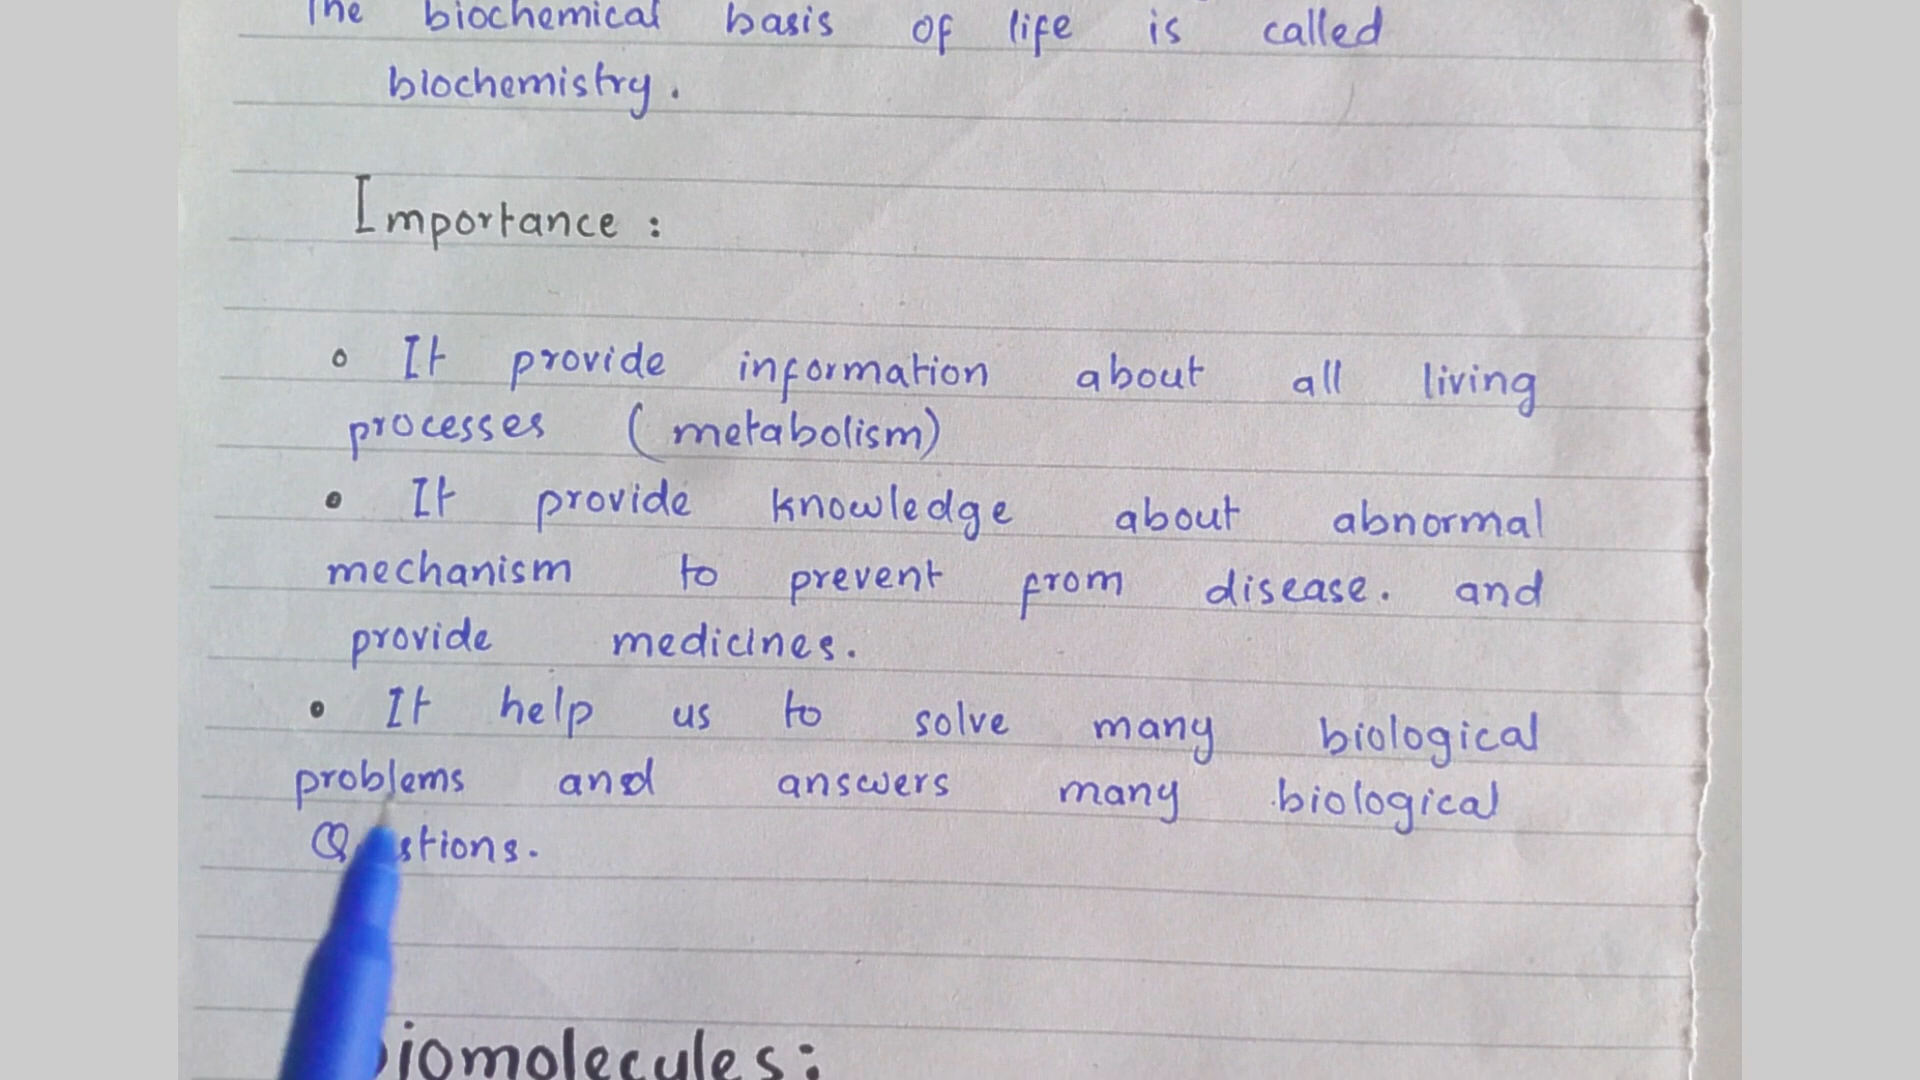 The biochemical basis of life is called
biochemistry.
Importance :
• It provide information about all living
processes (metabolism)
• It provide knowledge about abnormal
mechanism to prevent from disease. and
provide medicines.
• It help us to solve many biological
problems and answers many biological